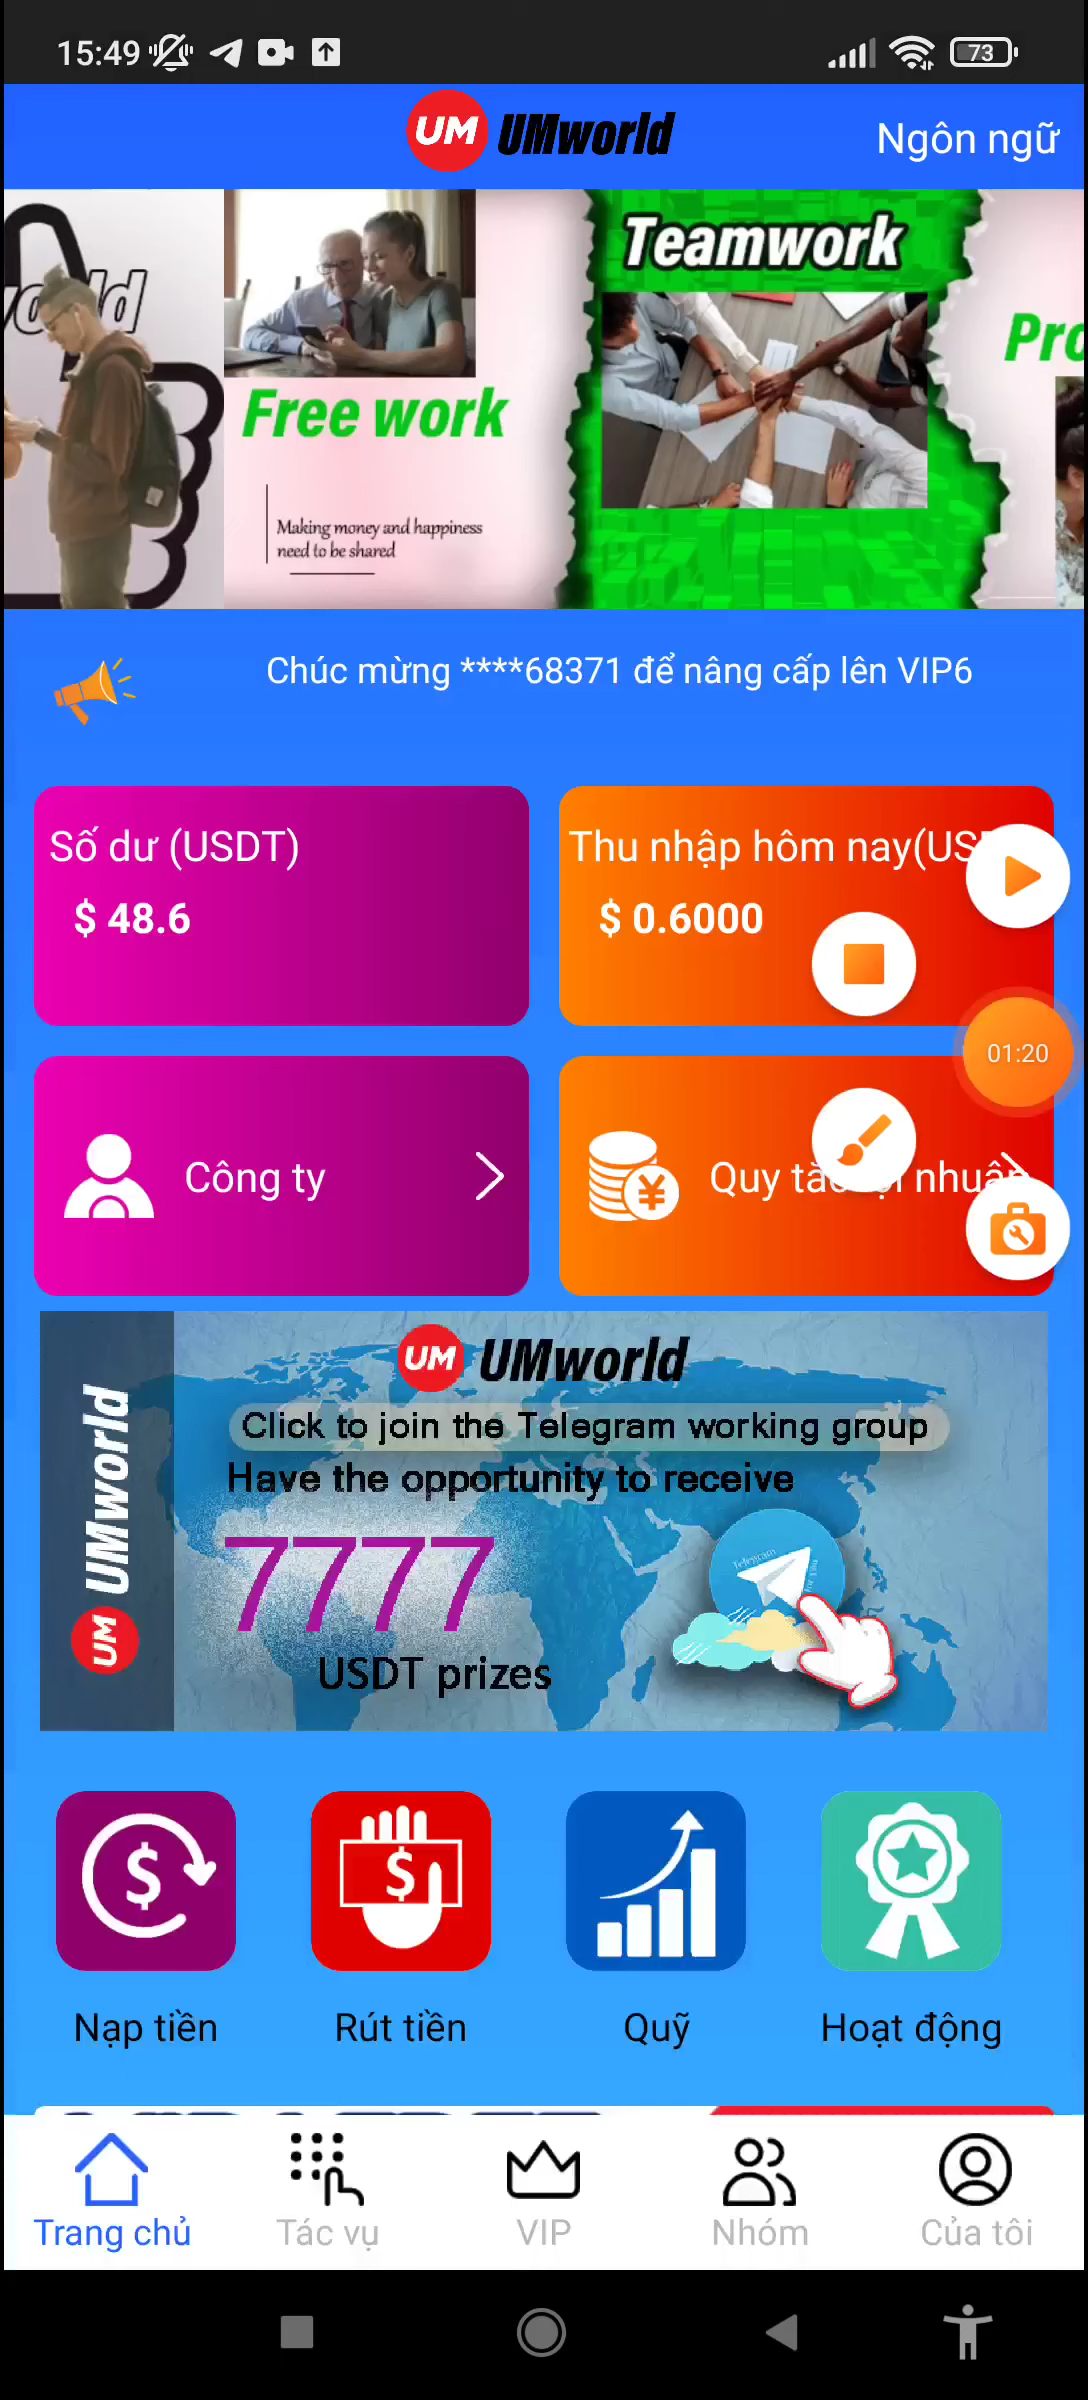 15:49
73
UM UMworld
Ngôn ngữ
Teamwork
Free work
Making money and happiness
need to be shared
Chúc mừng ****68371 để nâng cấp lên VIP6
Số dư (USDT)
$ 48.6
Thu nhập hôm nay(US
$ 0.6000
01:20
Công ty
Quy tắ
nhuận
UM UMworld
UM UMworld
Click to join the Telegram working group
Have the opportunity to receive
7777
Telegram
USDT prizes
Nạp tiền
Rút tiền
Quỹ
Hoạt động
Trang chủ
Tác vụ
VIP
Nhóm
Của tôi